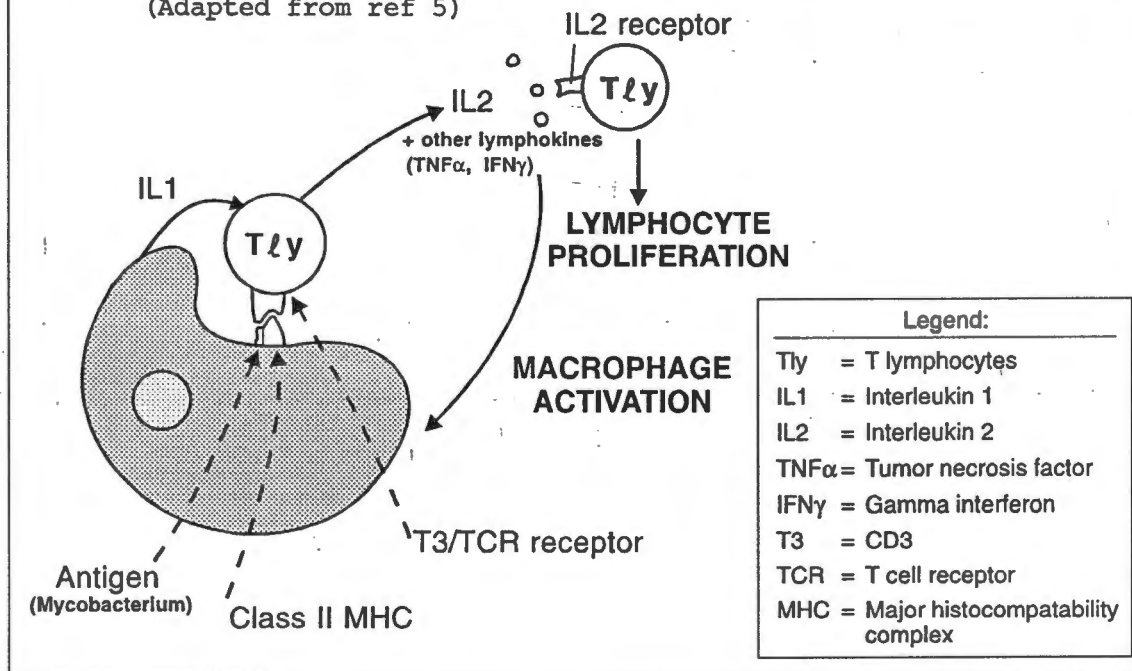 (Adapted from ref 5)
IL2 receptor
Tℓy
IL2
+ other lymphokines
(TNFα, IFNγ)
IL1
Tℓy
LYMPHOCYTE
PROLIFERATION
MACROPHAGE
ACTIVATION
T3/TCR receptor
Antigen
(Mycobacterium)
Class II MHC
Legend:
Tly = T lymphocytes
IL1 = Interleukin 1
IL2 = Interleukin 2
TNFα = Tumor necrosis factor
IFNγ = Gamma interferon
T3 = CD3
TCR = T cell receptor
MHC = Major histocompatability
complex